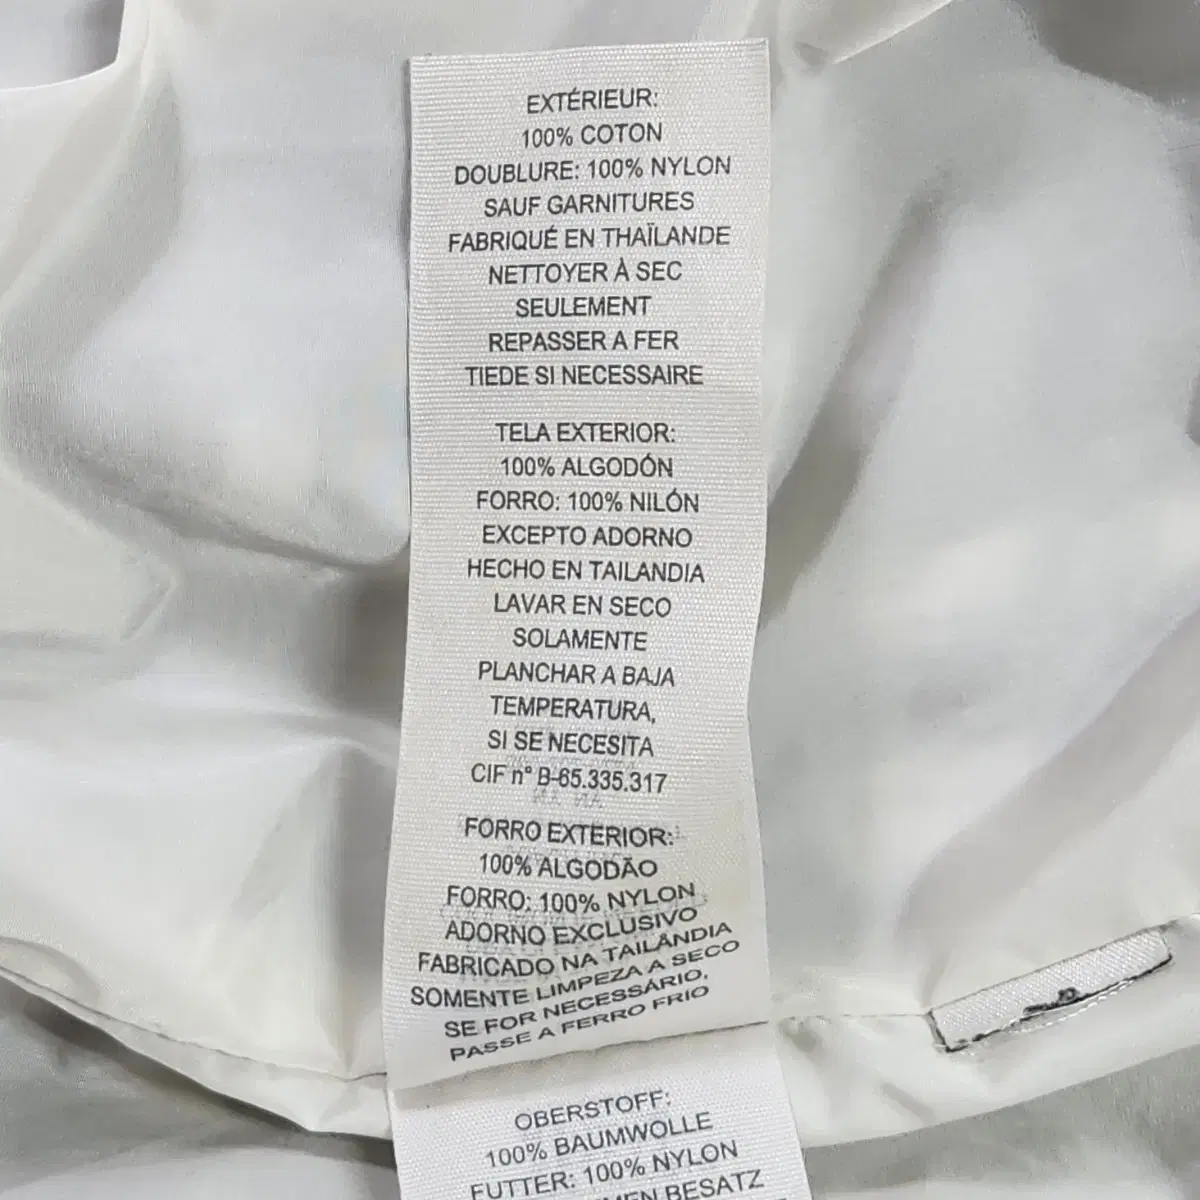 EXTÉRIEUR:
100% COTON
DOUBLURE: 100% NYLON
SAUF GARNITURES
FABRIQUÉ EN THAÏLANDE
NETTOYER À SEC
SEULEMENT
REPASSER A FER
TIEDE SI NECESSAIRE
TELA EXTERIOR:
100% ALGODÓN
FORRO: 100% NILÓN
EXCEPTO ADORNO
HECHO EN TAILANDIA
LAVAR EN SECO
SOLAMENTE
PLANCHAR A BAJA
TEMPERATURA,
SI SE NECESITA
CIF n° B-65.335.317
FORRO EXTERIOR:
100% ALGODÃO
FORRO: 100% NYLON
ADORNO EXCLUSIVO
FABRICADO NA TAILÂNDIA
SOMENTE LIMPEZA A SECO
SE FOR NECESSÁRIO,
PASSE A FERRO FRIO
OBERSTOFF:
100% BAUMWOLLE
FUTTER: 100% NYLON
BESATZ